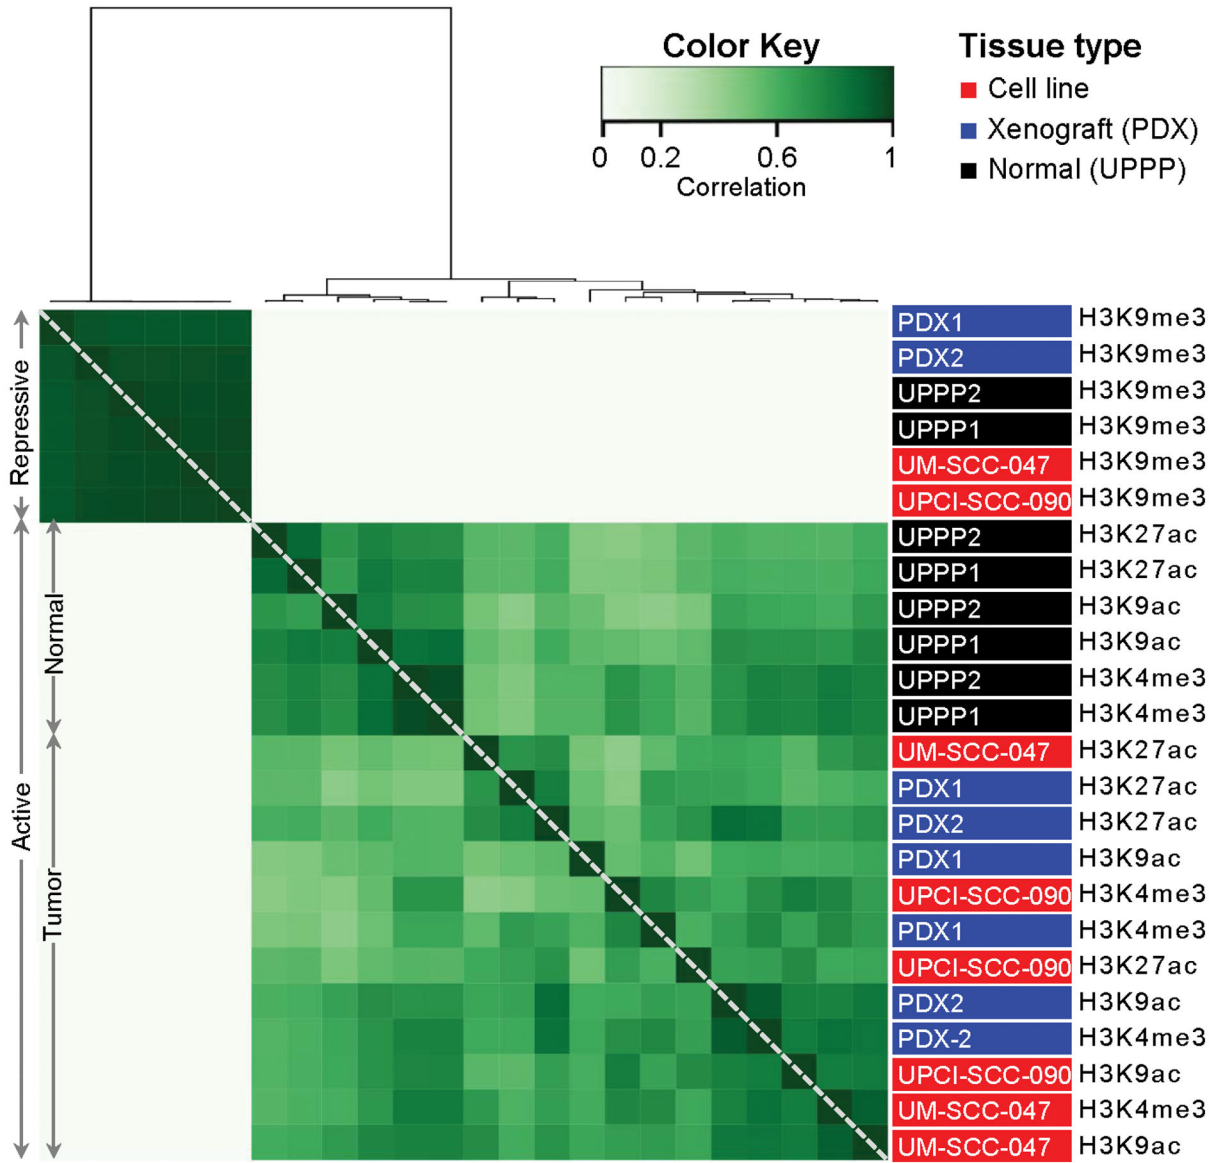 Color Key
0 0.2 0.6 1
Correlation
Tissue type
Cell line
Xenograft (PDX)
Normal (UPPP)
Repressive
Active
Normal
Tumor
PDX1 H3K9me3
PDX2 H3K9me3
UPPP2 H3K9me3
UPPP1 H3K9me3
UM-SCC-047 H3K9me3
UPCI-SCC-090 H3K9me3
UPPP2 H3K27ac
UPPP1 H3K27ac
UPPP2 H3K9ac
UPPP1 H3K9ac
UPPP2 H3K4me3
UPPP1 H3K4me3
UM-SCC-047 H3K27ac
PDX1 H3K27ac
PDX2 H3K27ac
PDX1 H3K9ac
UPCI-SCC-090 H3K4me3
PDX1 H3K4me3
UPCI-SCC-090 H3K27ac
PDX2 H3K9ac
PDX-2 H3K4me3
UPCI-SCC-090 H3K9ac
UM-SCC-047 H3K4me3
UM-SCC-047 H3K9ac